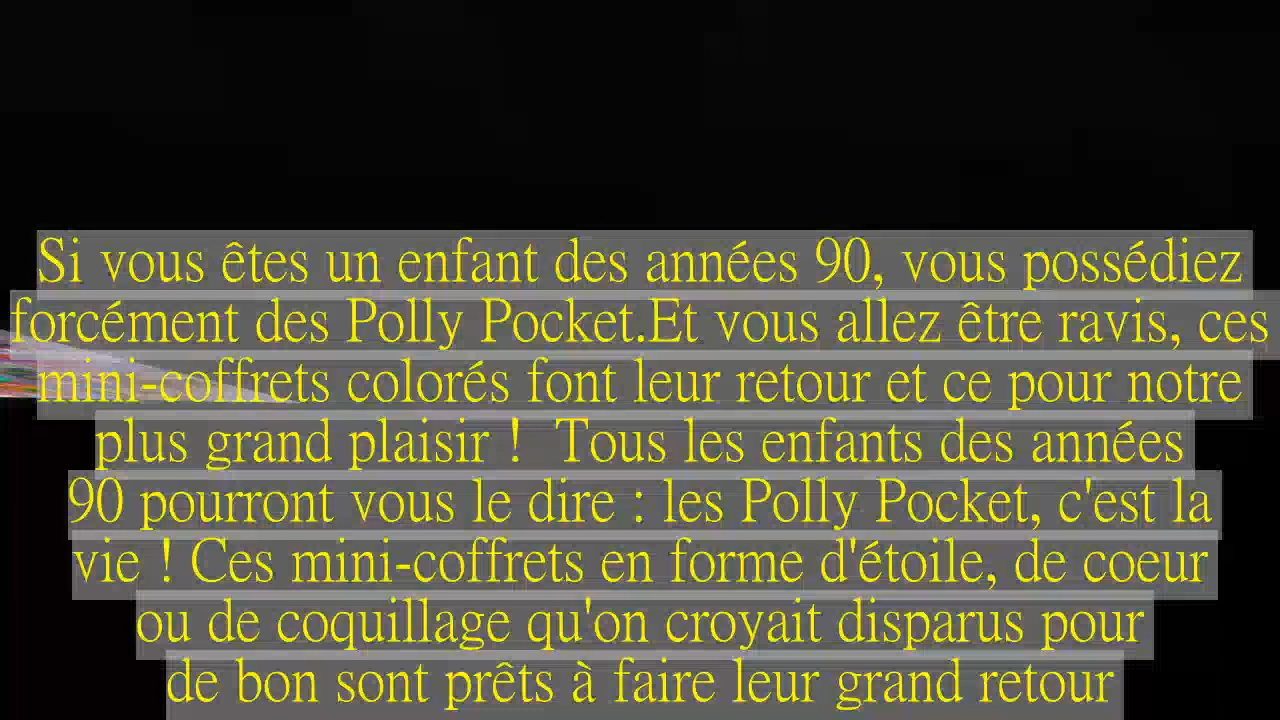 Si vous êtes un enfant des années 90, vous possédiez
forcément des Polly Pocket.Et vous allez être ravis, ces
mini-coffrets colorés font leur retour et ce pour notre
plus grand plaisir !  Tous les enfants des années
90 pourront vous le dire : les Polly Pocket, c'est la
vie ! Ces mini-coffrets en forme d'étoile, de coeur
ou de coquillage qu'on croyait disparus pour
de bon sont prêts à faire leur grand retour